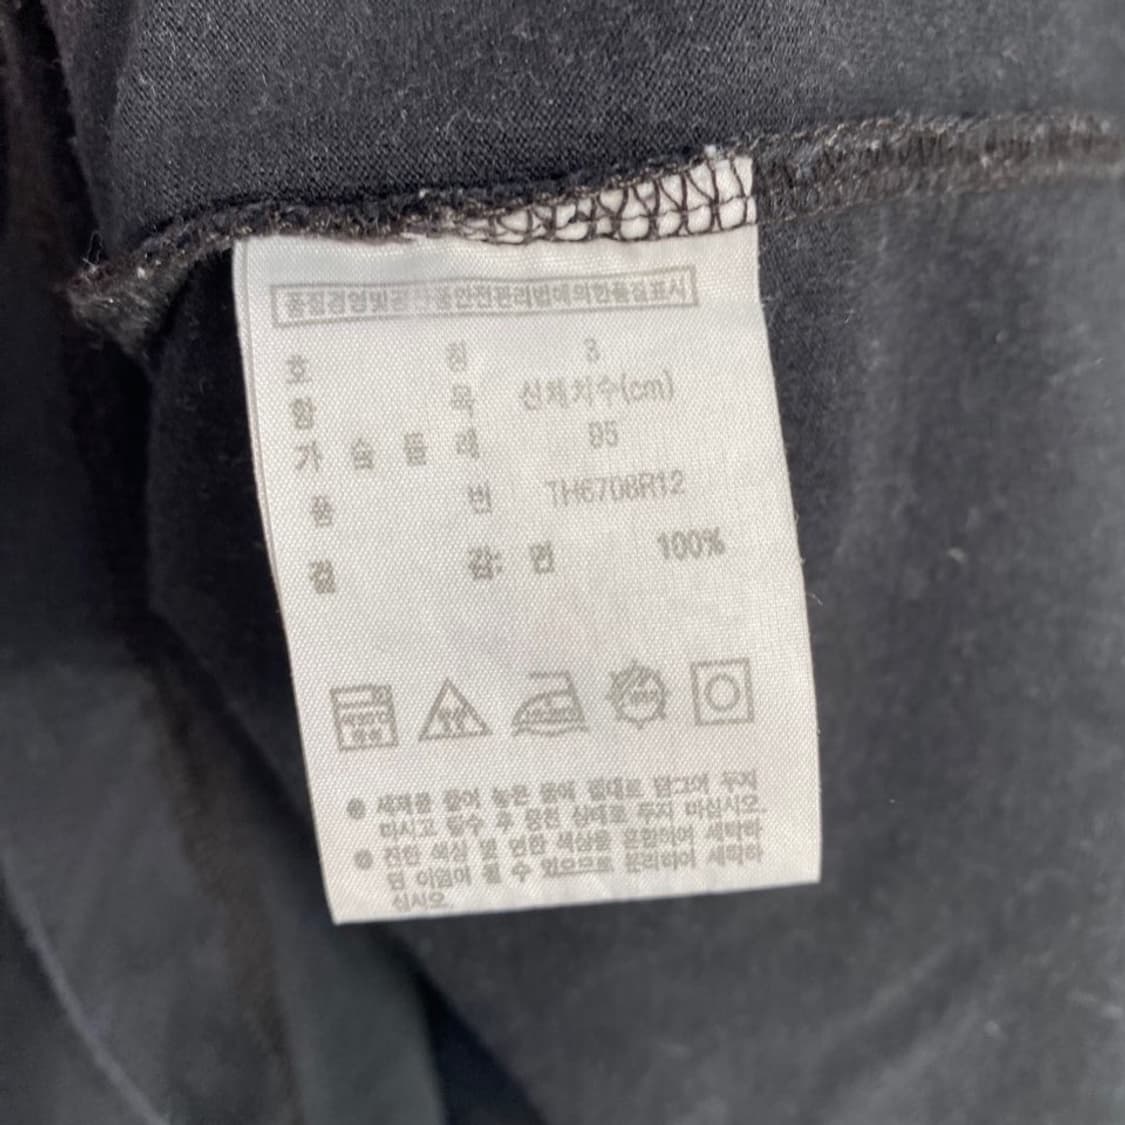 품질경영및공산품안전관리법에의한품질표시
호 칭 3
항 목 신체치수(cm)
가 슴 둘 레 95
품 번 TH6708R12
겉 감: 면 100%
세제를 풀어 놓은 물에 절대로 담그어 두지
마시고 탈수 후 뭉친 상태로 두지 마십시오.
진한 색상 및 연한 색상을 혼합하여 세탁하
면 이염이 될 수 있으므로 분리하여 세탁하
십시오.